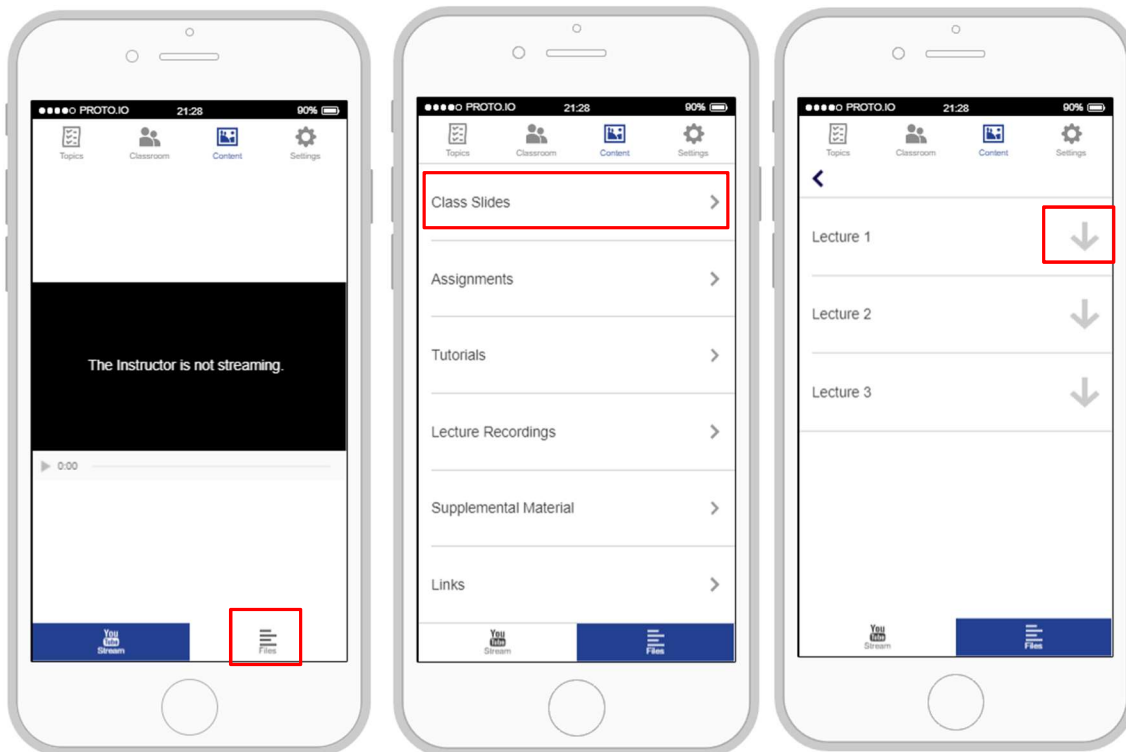 ●●●●○ PROTO.IO 21:28 90%
Topics Classroom Content Settings
The Instructor is not streaming.
0:00
You
Tube
Stream Files
●●●●○ PROTO.IO 21:28 90%
Topics Classroom Content Settings
Class Slides
Assignments
Tutorials
Lecture Recordings
Supplemental Material
Links
You
Tube
Stream Files
●●●●○ PROTO.IO 21:28 90%
Topics Classroom Content Settings
Lecture 1
Lecture 2
Lecture 3
You
Tube
Stream Files